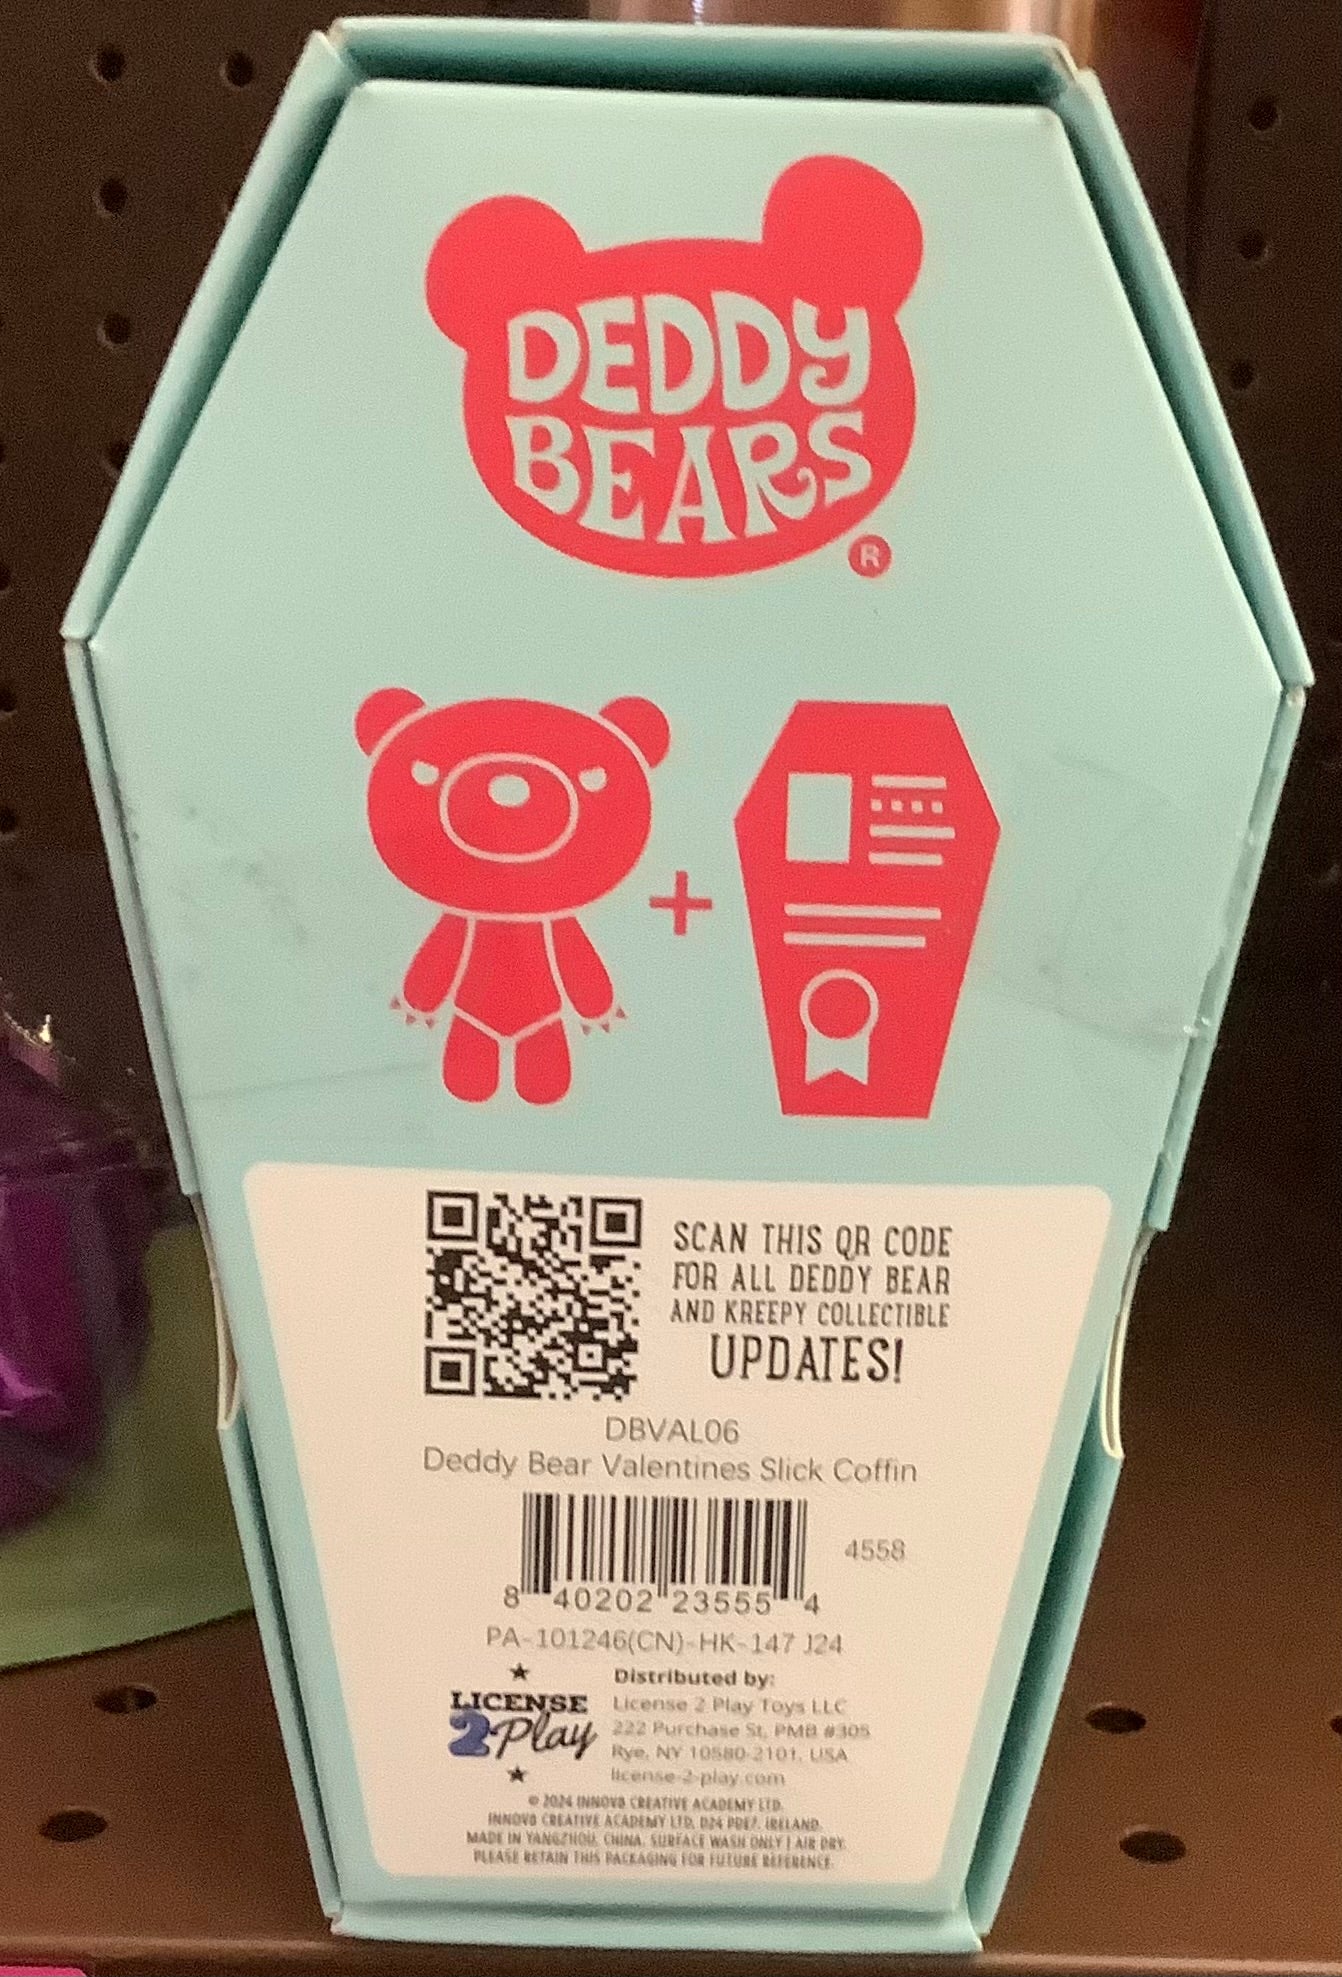 DEDDY
BEARS
®
+
SCAN THIS QR CODE
FOR ALL DEDDY BEAR
AND KREEPY COLLECTIBLE
UPDATES!
DBVAL06
Deddy Bear Valentines Slick Coffin
4558
8 40202 23555 4
PA-101246(CN)-HK-147 J24
LICENSE
2Play
Distributed by:
License 2 Play Toys LLC
222 Purchase St, PMB #305
Rye, NY 10580-2101, USA
license-2-play.com
© 2024 INNOV8 CREATIVE ACADEMY LTD.
INNOV8 CREATIVE ACADEMY LTD, D24 PDE7, IRELAND.
MADE IN YANGZHOU, CHINA. SURFACE WASH ONLY | AIR DRY.
PLEASE RETAIN THIS PACKAGING FOR FUTURE REFERENCE.